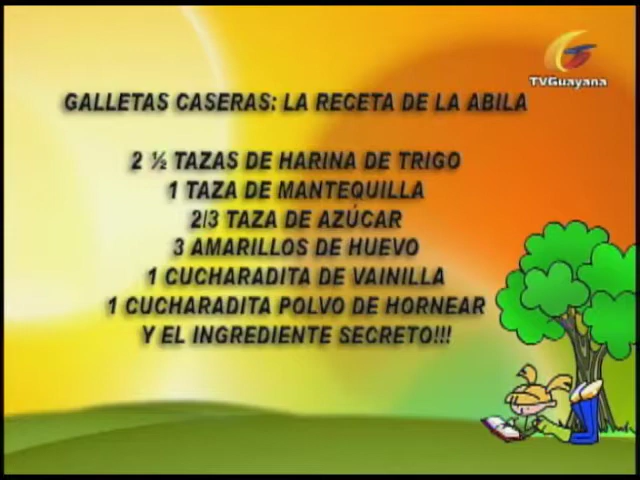 TVGuayana
GALLETAS CASERAS: LA RECETA DE LA ABILA
2 ½ TAZAS DE HARINA DE TRIGO
1 TAZA DE MANTEQUILLA
2/3 TAZA DE AZÚCAR
3 AMARILLOS DE HUEVO
1 CUCHARADITA DE VAINILLA
1 CUCHARADITA POLVO DE HORNEAR
Y EL INGREDIENTE SECRETO!!!